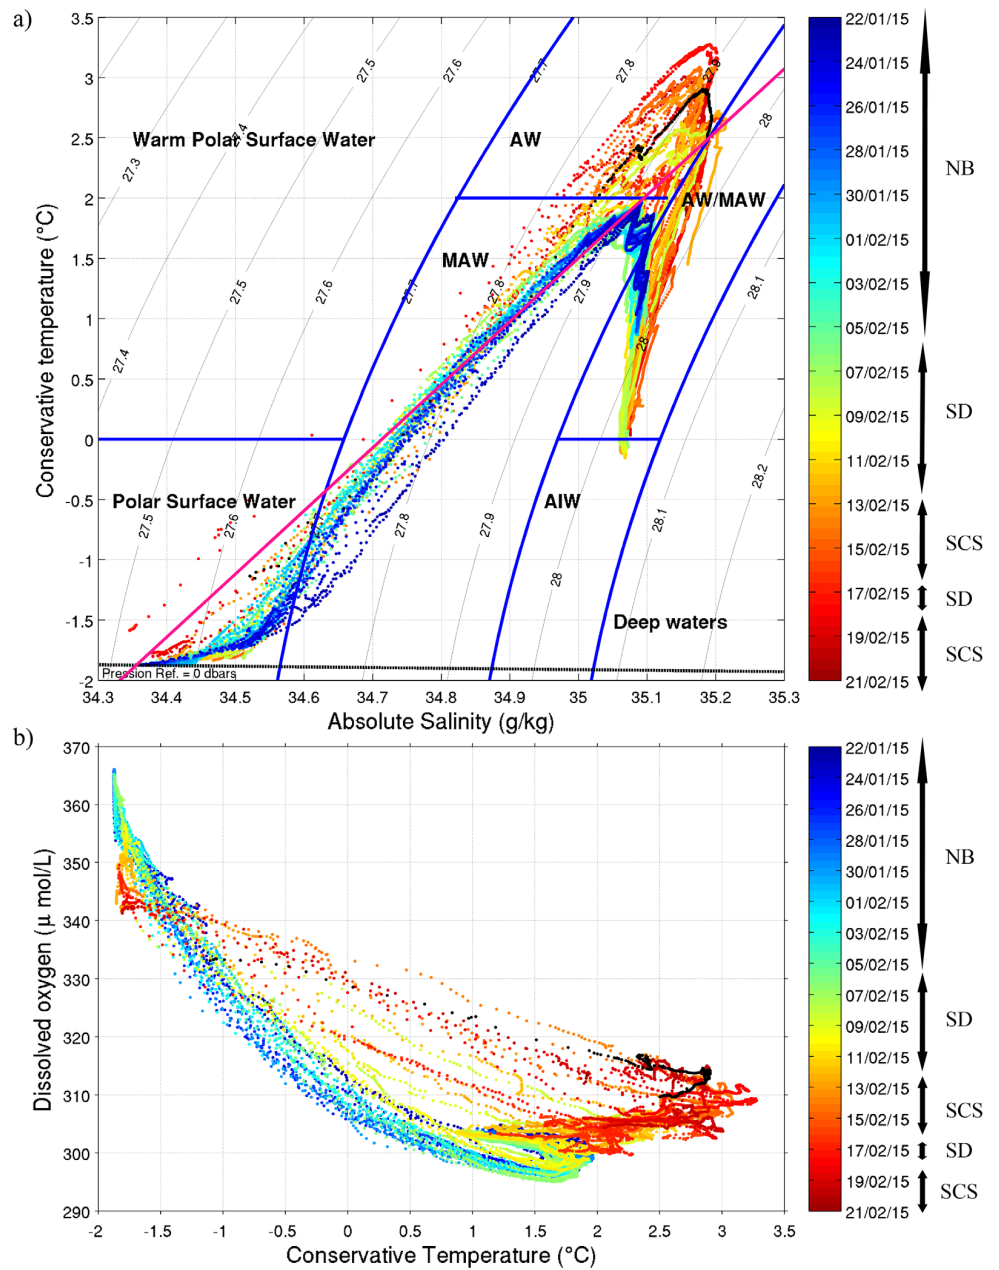 a)
3.5
3
2.5
2
1.5
1
0.5
0
-0.5
-1
-1.5
-2
Conservative temperature (°C)
27.3
27.4
27.5
27.6
27.7
27.8
27.9
28
Warm Polar Surface Water
AW
AW/MAW
MAW
27.4
27.5
27.6
27.7
27.8
27.9
28
28.1
Polar Surface Water
AIW
Deep waters
27.5
27.6
27.8
27.9
28
28.1
28.2
Pression Ref. = 0 dbars
34.3 34.4 34.5 34.6 34.7 34.8 34.9 35 35.1 35.2 35.3
Absolute Salinity (g/kg)
22/01/15
24/01/15
26/01/15
28/01/15
30/01/15
01/02/15
03/02/15
05/02/15
07/02/15
09/02/15
11/02/15
13/02/15
15/02/15
17/02/15
19/02/15
21/02/15
NB
SD
SCS
SD
SCS
b)
370
360
350
340
330
320
310
300
290
Dissolved oxygen ( µ mol/L)
-2 -1.5 -1 -0.5 0 0.5 1 1.5 2 2.5 3 3.5
Conservative Temperature (°C)
22/01/15
24/01/15
26/01/15
28/01/15
30/01/15
01/02/15
03/02/15
05/02/15
07/02/15
09/02/15
11/02/15
13/02/15
15/02/15
17/02/15
19/02/15
21/02/15
NB
SD
SCS
SD
SCS